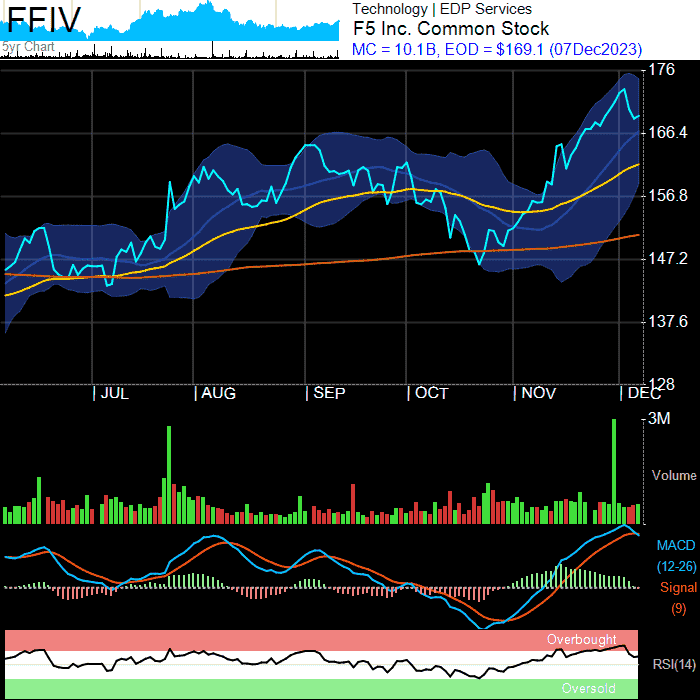 FFIV
5yr Chart
Technology | EDP Services
F5 Inc. Common Stock
MC = 10.1B, EOD = $169.1 (07Dec2023)
176
166.4
156.8
147.2
137.6
128
JUL AUG SEP OCT NOV DEC
3M
Volume
MACD
(12-26)
Signal
(9)
Overbought
RSI(14)
Oversold